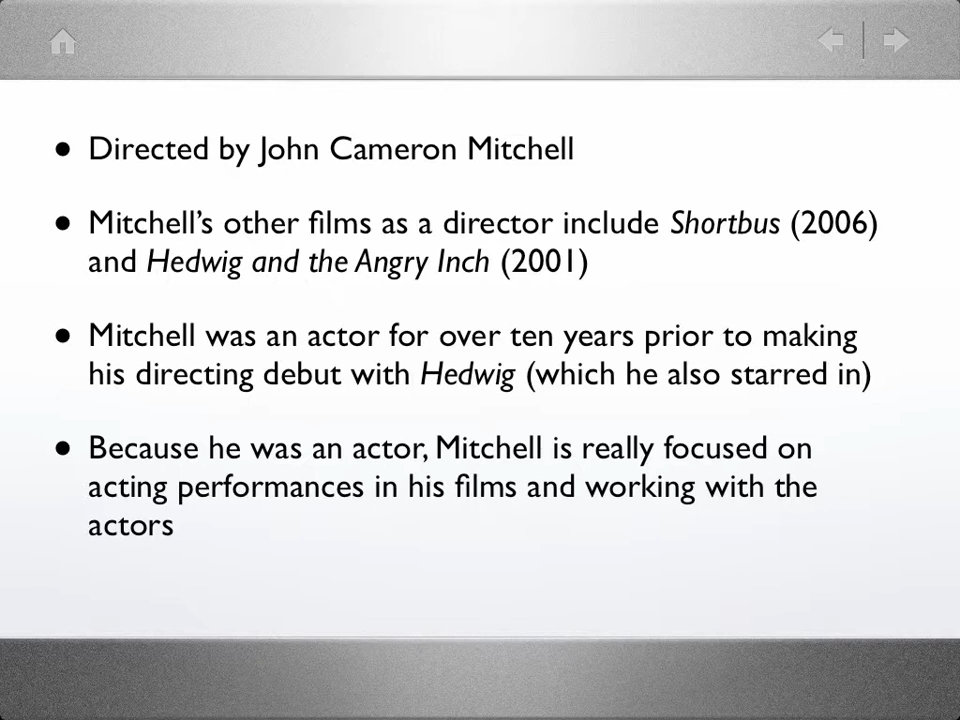 • Directed by John Cameron Mitchell
• Mitchell’s other films as a director include Shortbus (2006)
and Hedwig and the Angry Inch (2001)
• Mitchell was an actor for over ten years prior to making
his directing debut with Hedwig (which he also starred in)
• Because he was an actor, Mitchell is really focused on
acting performances in his films and working with the
actors